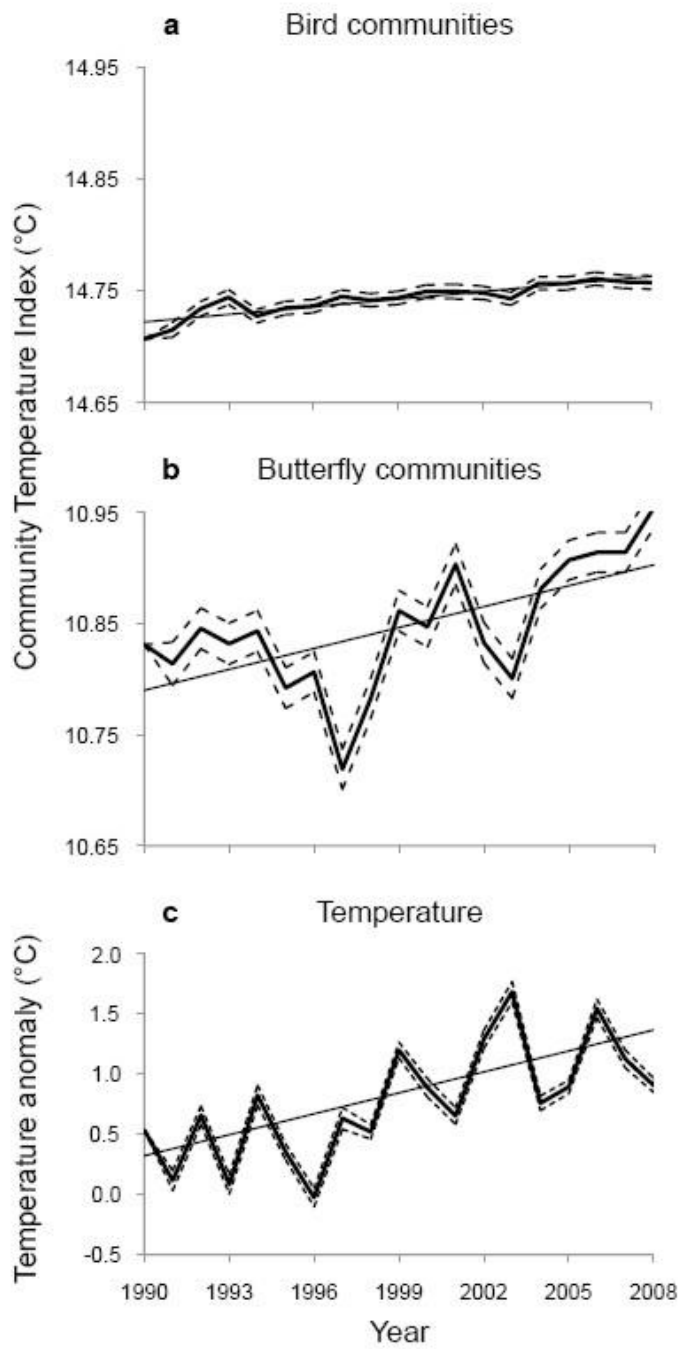 a Bird communities
14.95
14.85
14.75
14.65
Community Temperature Index (°C)
b Butterfly communities
10.95
10.85
10.75
10.65
c Temperature
Temperature anomaly (°C)
2.0
1.5
1.0
0.5
0.0
-0.5
1990 1993 1996 1999 2002 2005 2008
Year